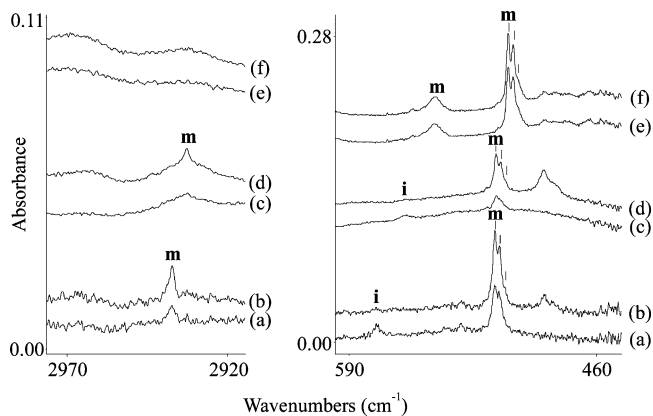 0.11
m
0.28
(f)
m
(f)
(e)
(e)
m
m
Absorbance
(d)
i
(d)
(c)
m
(c)
m
i
(b)
(b)
(a)
0.00
0.00
(a)
2970
2920
590
460
Wavenumbers (cm⁻¹)